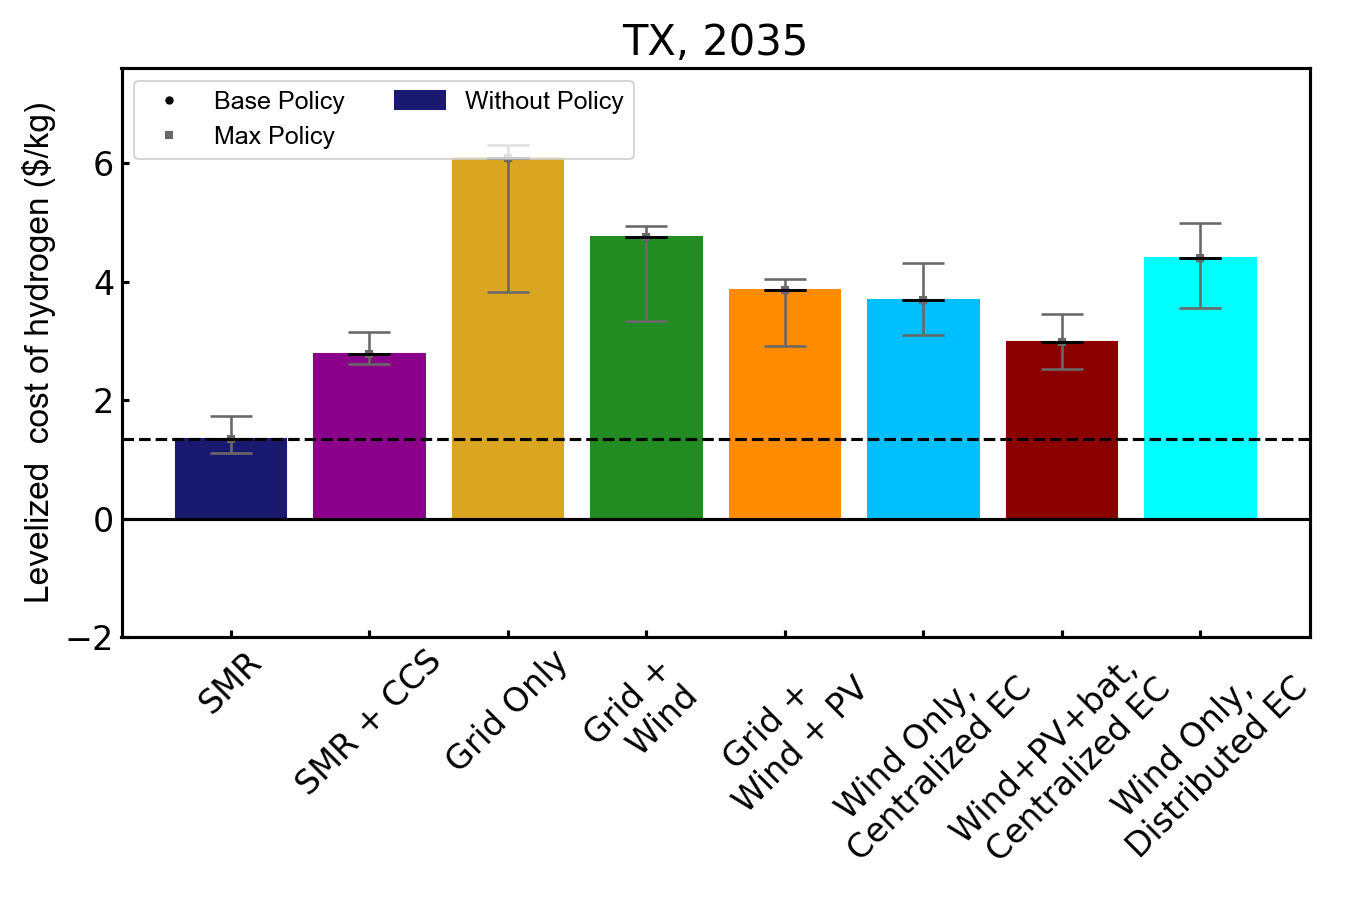 TX, 2035
Base Policy
Max Policy
Without Policy
Levelized  cost of hydrogen ($/kg)
6
4
2
0
−2
SMR
SMR + CCS
Grid Only
Grid +
Wind
Grid +
Wind + PV
Wind Only,
Centralized EC
Wind+PV+bat,
Centralized EC
Wind Only,
Distributed EC